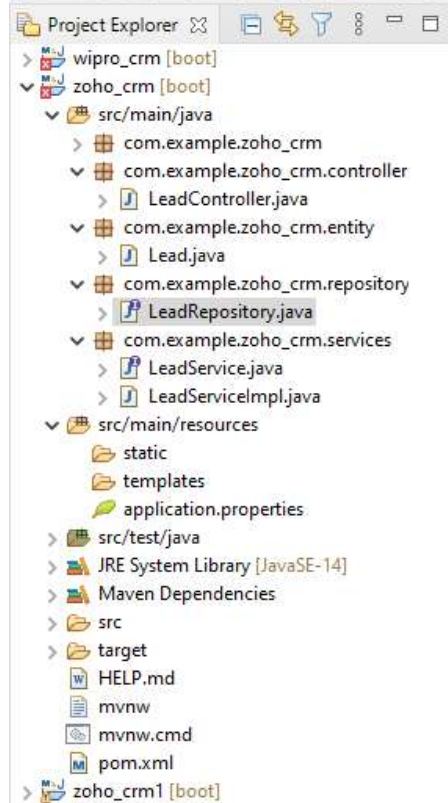 Project Explorer
wipro_crm [boot]
zoho_crm [boot]
src/main/java
com.example.zoho_crm
com.example.zoho_crm.controller
LeadController.java
com.example.zoho_crm.entity
Lead.java
com.example.zoho_crm.repository
LeadRepository.java
com.example.zoho_crm.services
LeadService.java
LeadServiceImpl.java
src/main/resources
static
templates
application.properties
src/test/java
JRE System Library [JavaSE-14]
Maven Dependencies
src
target
HELP.md
mvnw
mvnw.cmd
pom.xml
zoho_crm1 [boot]